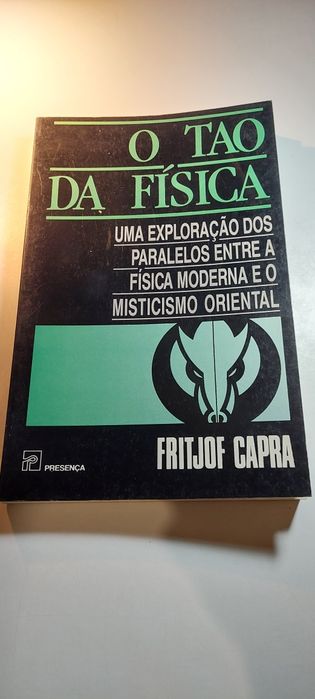 O TAO
DA FÍSICA
UMA EXPLORAÇÃO DOS
PARALELOS ENTRE A
FÍSICA MODERNA E O
MISTICISMO ORIENTAL
FRITJOF CAPRA
PRESENÇA